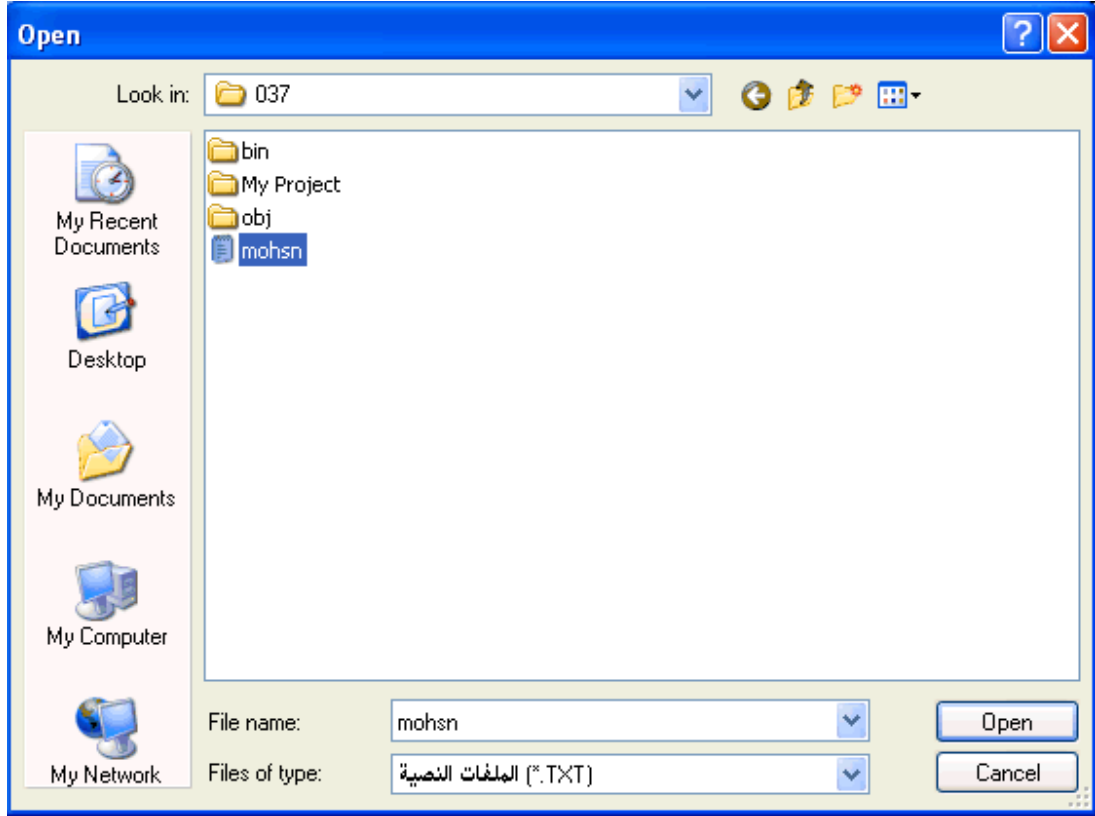 Open
Look in:
037
bin
My Project
obj
mohsn
My Recent
Documents
Desktop
My Documents
My Computer
My Network
File name:
mohsn
Open
Files of type:
الملفات النصية (*.TXT)
Cancel